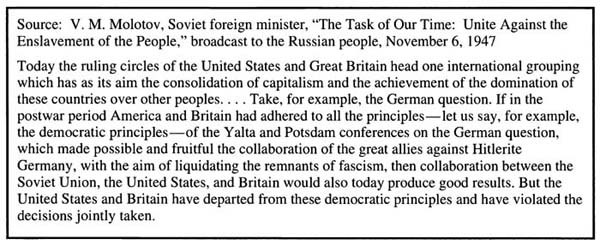 Source:  V. M. Molotov, Soviet foreign minister, “The Task of Our Time:  Unite Against the
Enslavement of the People,” broadcast to the Russian people, November 6, 1947
Today the ruling circles of the United States and Great Britain head one international grouping
which has as its aim the consolidation of capitalism and the achievement of the domination of
these countries over other peoples. . . . Take, for example, the German question. If in the
postwar period America and Britain had adhered to all the principles—let us say, for example,
the democratic principles—of the Yalta and Potsdam conferences on the German question,
which made possible and fruitful the collaboration of the great allies against Hitlerite
Germany, with the aim of liquidating the remnants of fascism, then collaboration between the
Soviet Union, the United States, and Britain would also today produce good results. But the
United States and Britain have departed from these democratic principles and have violated the
decisions jointly taken.